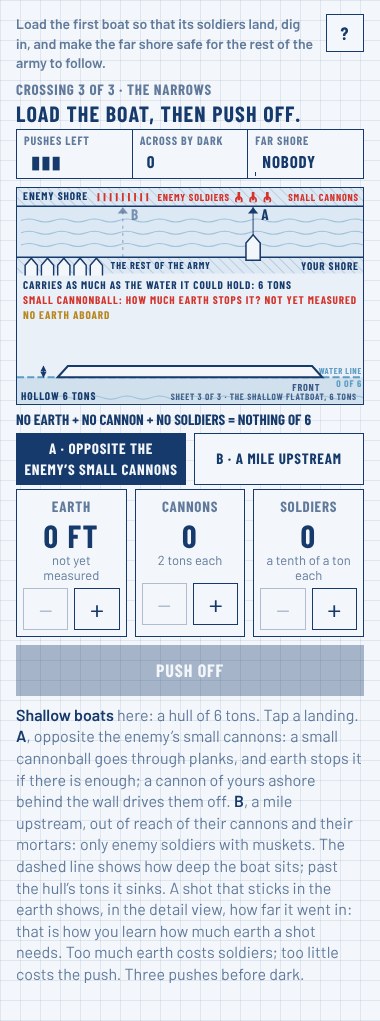 Load the first boat so that its soldiers land, dig
in, and make the far shore safe for the rest of the
army to follow.
?
CROSSING 3 OF 3 · THE NARROWS
LOAD THE BOAT, THEN PUSH OFF.
PUSHES LEFT
ACROSS BY DARK
0
FAR SHORE
NOBODY
ENEMY SHORE
ENEMY SOLDIERS
SMALL CANNONS
B
A
THE REST OF THE ARMY
YOUR SHORE
CARRIES AS MUCH AS THE WATER IT COULD HOLD: 6 TONS
SMALL CANNONBALL: HOW MUCH EARTH STOPS IT? NOT YET MEASURED
NO EARTH ABOARD
WATER LINE
0 OF 6
FRONT
HOLLOW 6 TONS
SHEET 3 OF 3 · THE SHALLOW FLATBOAT, 6 TONS
NO EARTH + NO CANNON + NO SOLDIERS = NOTHING OF 6
A · OPPOSITE THE
ENEMY'S SMALL CANNONS
B · A MILE UPSTREAM
EARTH
0 FT
not yet
measured
− +
CANNONS
0
2 tons each
− +
SOLDIERS
0
a tenth of a ton
each
− +
PUSH OFF
Shallow boats here: a hull of 6 tons. Tap a landing.
A, opposite the enemy's small cannons: a small
cannonball goes through planks, and earth stops it
if there is enough; a cannon of yours ashore
behind the wall drives them off. B, a mile
upstream, out of reach of their cannons and their
mortars: only enemy soldiers with muskets. The
dashed line shows how deep the boat sits; past
the hull's tons it sinks. A shot that sticks in the
earth shows, in the detail view, how far it went in:
that is how you learn how much earth a shot
needs. Too much earth costs soldiers; too little
costs the push. Three pushes before dark.